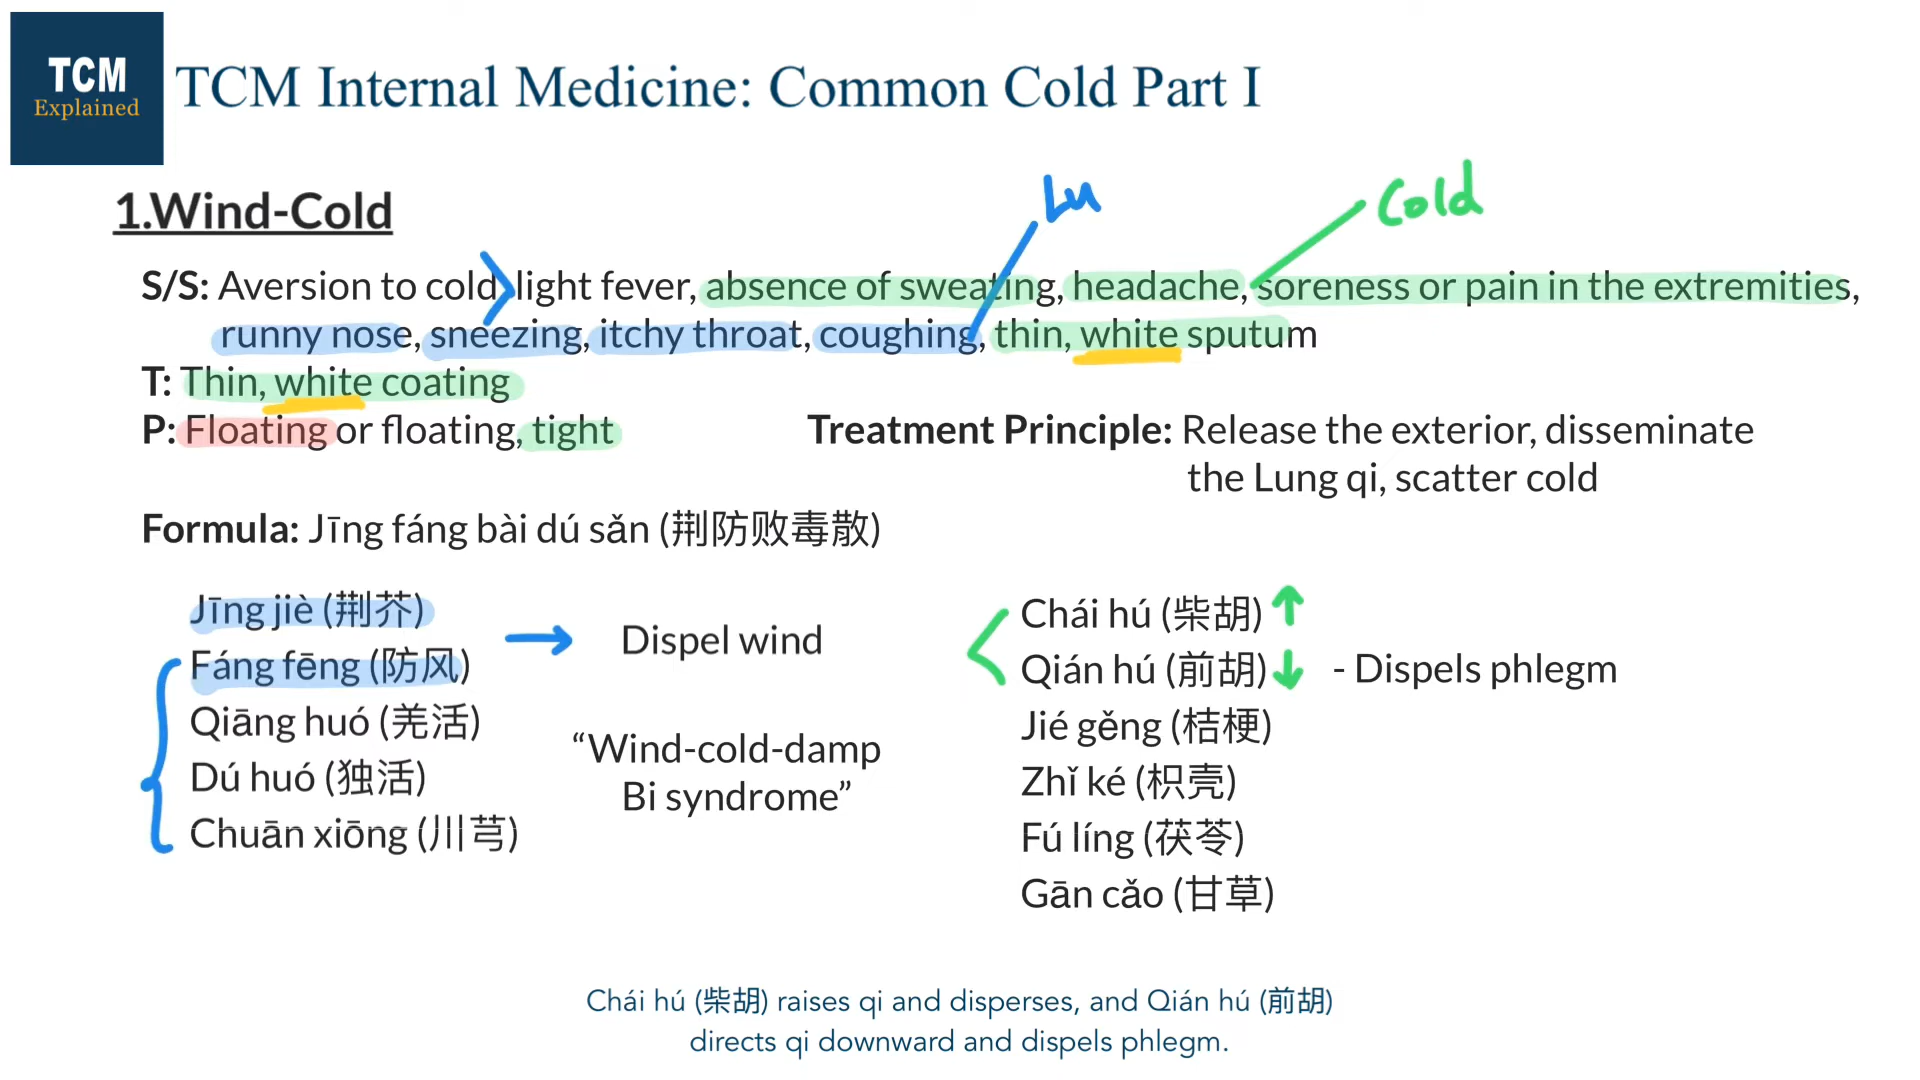 TCM
Explained
TCM Internal Medicine: Common Cold Part I
Lu
Cold
1.Wind-Cold
S/S: Aversion to cold>light fever, absence of sweating, headache, soreness or pain in the extremities,
runny nose, sneezing, itchy throat, coughing, thin, white sputum
T: Thin, white coating
P: Floating or floating, tight
Treatment Principle: Release the exterior, disseminate
the Lung qi, scatter cold
Formula: Jīng fáng bài dú sǎn (荆防败毒散)
Jīng jiè (荆芥)
Fáng fēng (防风)
Qiāng huó (羌活)
Dú huó (独活)
Chuān xiōng (川芎)
Dispel wind
“Wind-cold-damp
Bi syndrome”
Chái hú (柴胡)
Qián hú (前胡) - Dispels phlegm
Jié gěng (桔梗)
Zhǐ ké (枳壳)
Fú líng (茯苓)
Gān cǎo (甘草)
Chái hú (柴胡) raises qi and disperses, and Qián hú (前胡)
directs qi downward and dispels phlegm.